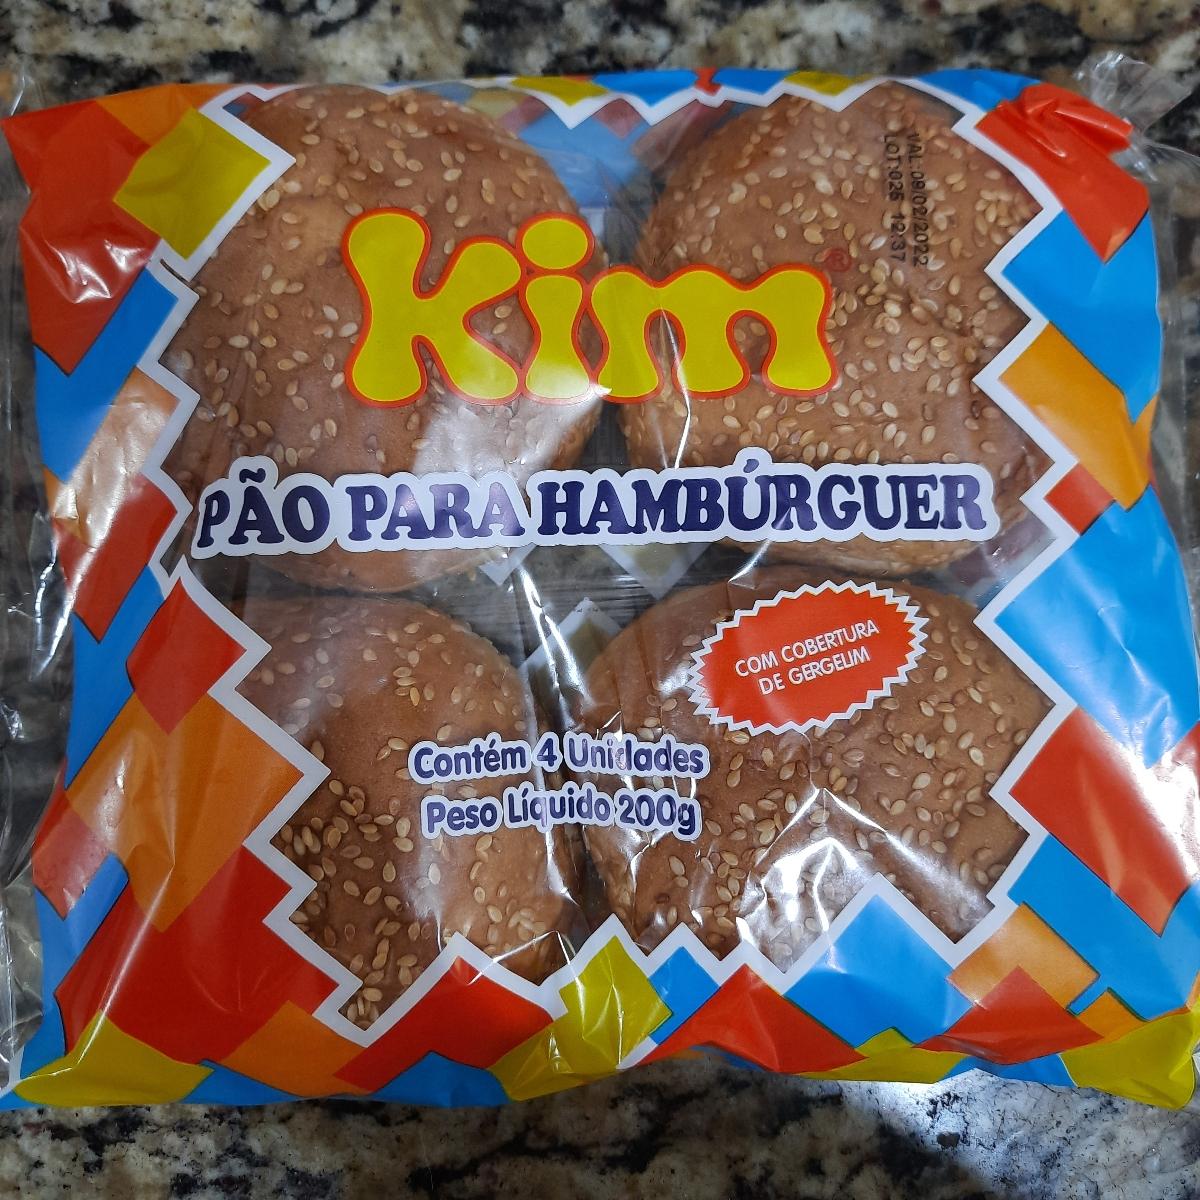 Kim®
VAL:09/02/2022
LOT:025 12:37
PÃO PARA HAMBÚRGUER
COM COBERTURA
DE GERGELIM
Contém 4 Unidades
Peso Líquido 200g